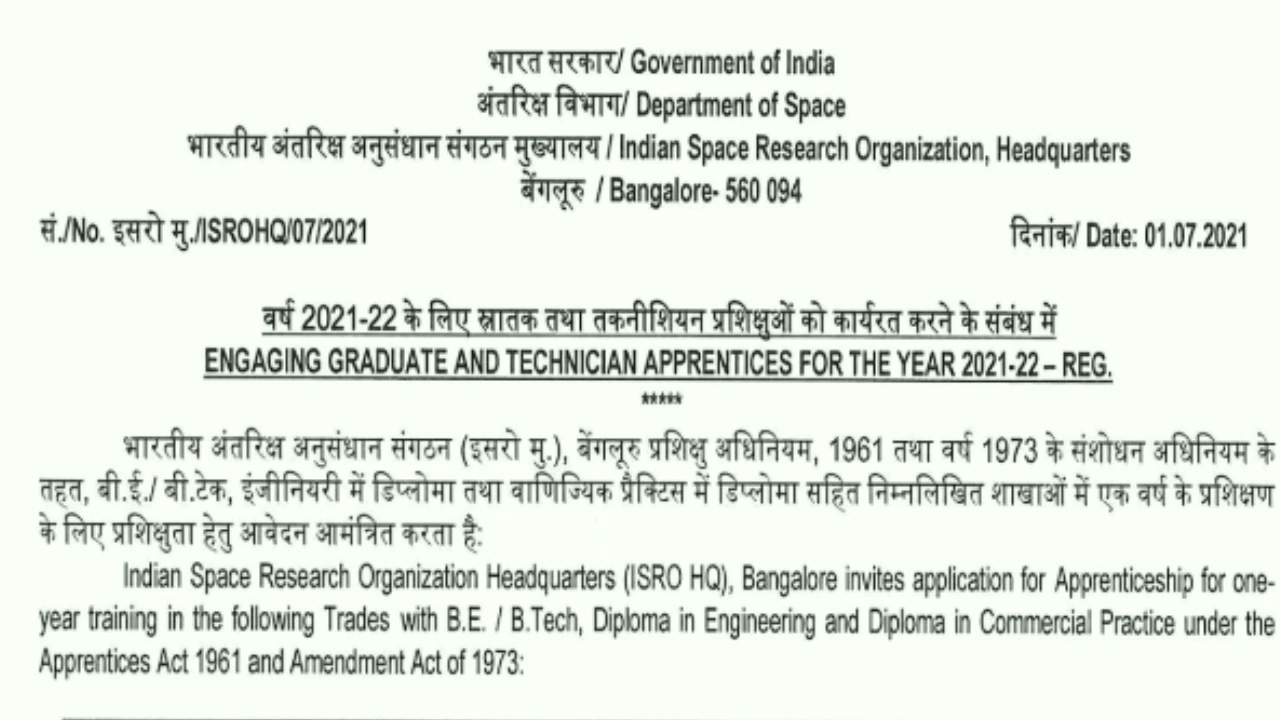 भारत सरकार/ Government of India
अंतरिक्ष विभाग/ Department of Space
भारतीय अंतरिक्ष अनुसंधान संगठन मुख्यालय / Indian Space Research Organization, Headquarters
बेंगलूरु / Bangalore- 560 094
सं./No. इसरो मु./ISROHQ/07/2021 दिनांक/ Date: 01.07.2021
वर्ष 2021-22 के लिए स्नातक तथा तकनीशियन प्रशिक्षुओं को कार्यरत करने के संबंध में
ENGAGING GRADUATE AND TECHNICIAN APPRENTICES FOR THE YEAR 2021-22 – REG.
*****
भारतीय अंतरिक्ष अनुसंधान संगठन (इसरो मु.), बेंगलूरु प्रशिक्षु अधिनियम, 1961 तथा वर्ष 1973 के संशोधन अधिनियम के
तहत, बी.ई./ बी.टेक, इंजीनियरी में डिप्लोमा तथा वाणिज्यिक प्रैक्टिस में डिप्लोमा सहित निम्नलिखित शाखाओं में एक वर्ष के प्रशिक्षण
के लिए प्रशिक्षुता हेतु आवेदन आमंत्रित करता है:
Indian Space Research Organization Headquarters (ISRO HQ), Bangalore invites application for Apprenticeship for one-
year training in the following Trades with B.E. / B.Tech, Diploma in Engineering and Diploma in Commercial Practice under the
Apprentices Act 1961 and Amendment Act of 1973: